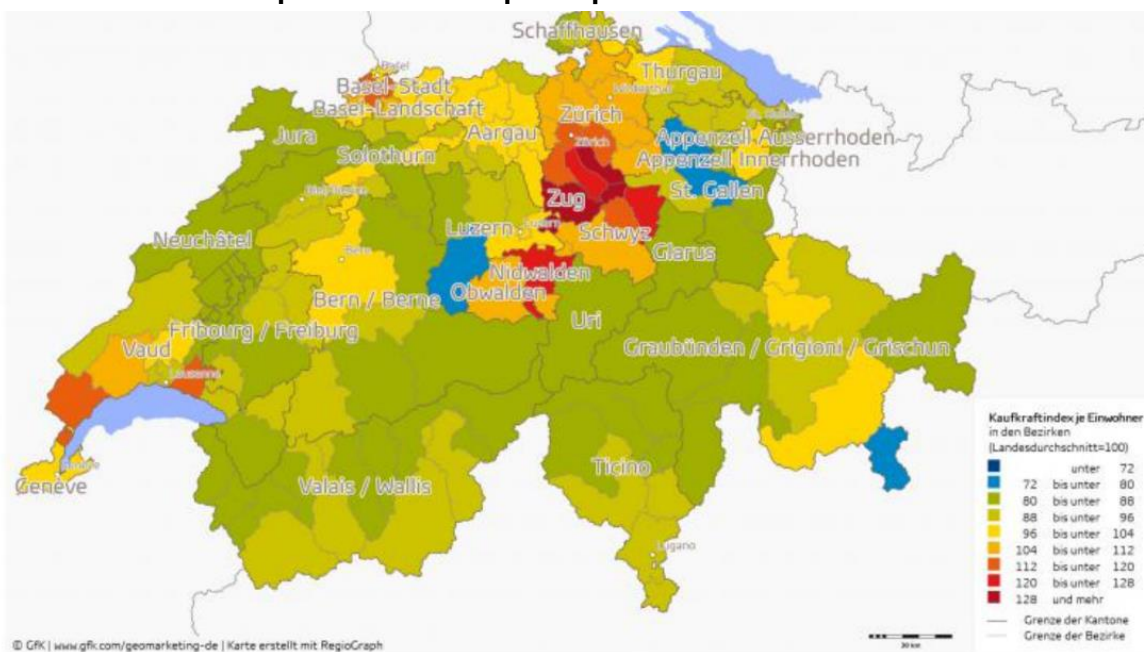 Schaffhausen
Basel
Basel-Stadt
Basel-Landschaft
Thurgau
Winterthur
Zürich
Zürich
Aargau
Jura
Solothurn
Appenzell Ausserrhoden
Appenzell Innerrhoden
St. Gallen
Zug
Luzern
Luzern
Schwyz
Neuchâtel
Bern
Glarus
Nidwalden
Obwalden
Bern / Berne
Uri
Fribourg / Freiburg
Vaud
Lausanne
Graubünden / Grigioni / Grischun
Genève
Valais / Wallis
Ticino
Lugano
Kaufkraftindex je Einwohner
in den Bezirken
(Landesdurchschnitt=100)
unter 72
72 bis unter 80
80 bis unter 88
88 bis unter 96
96 bis unter 104
104 bis unter 112
112 bis unter 120
120 bis unter 128
128 und mehr
Grenze der Kantone
Grenze der Bezirke
© GfK | www.gfk.com/geomarketing-de | Karte erstellt mit RegioGraph